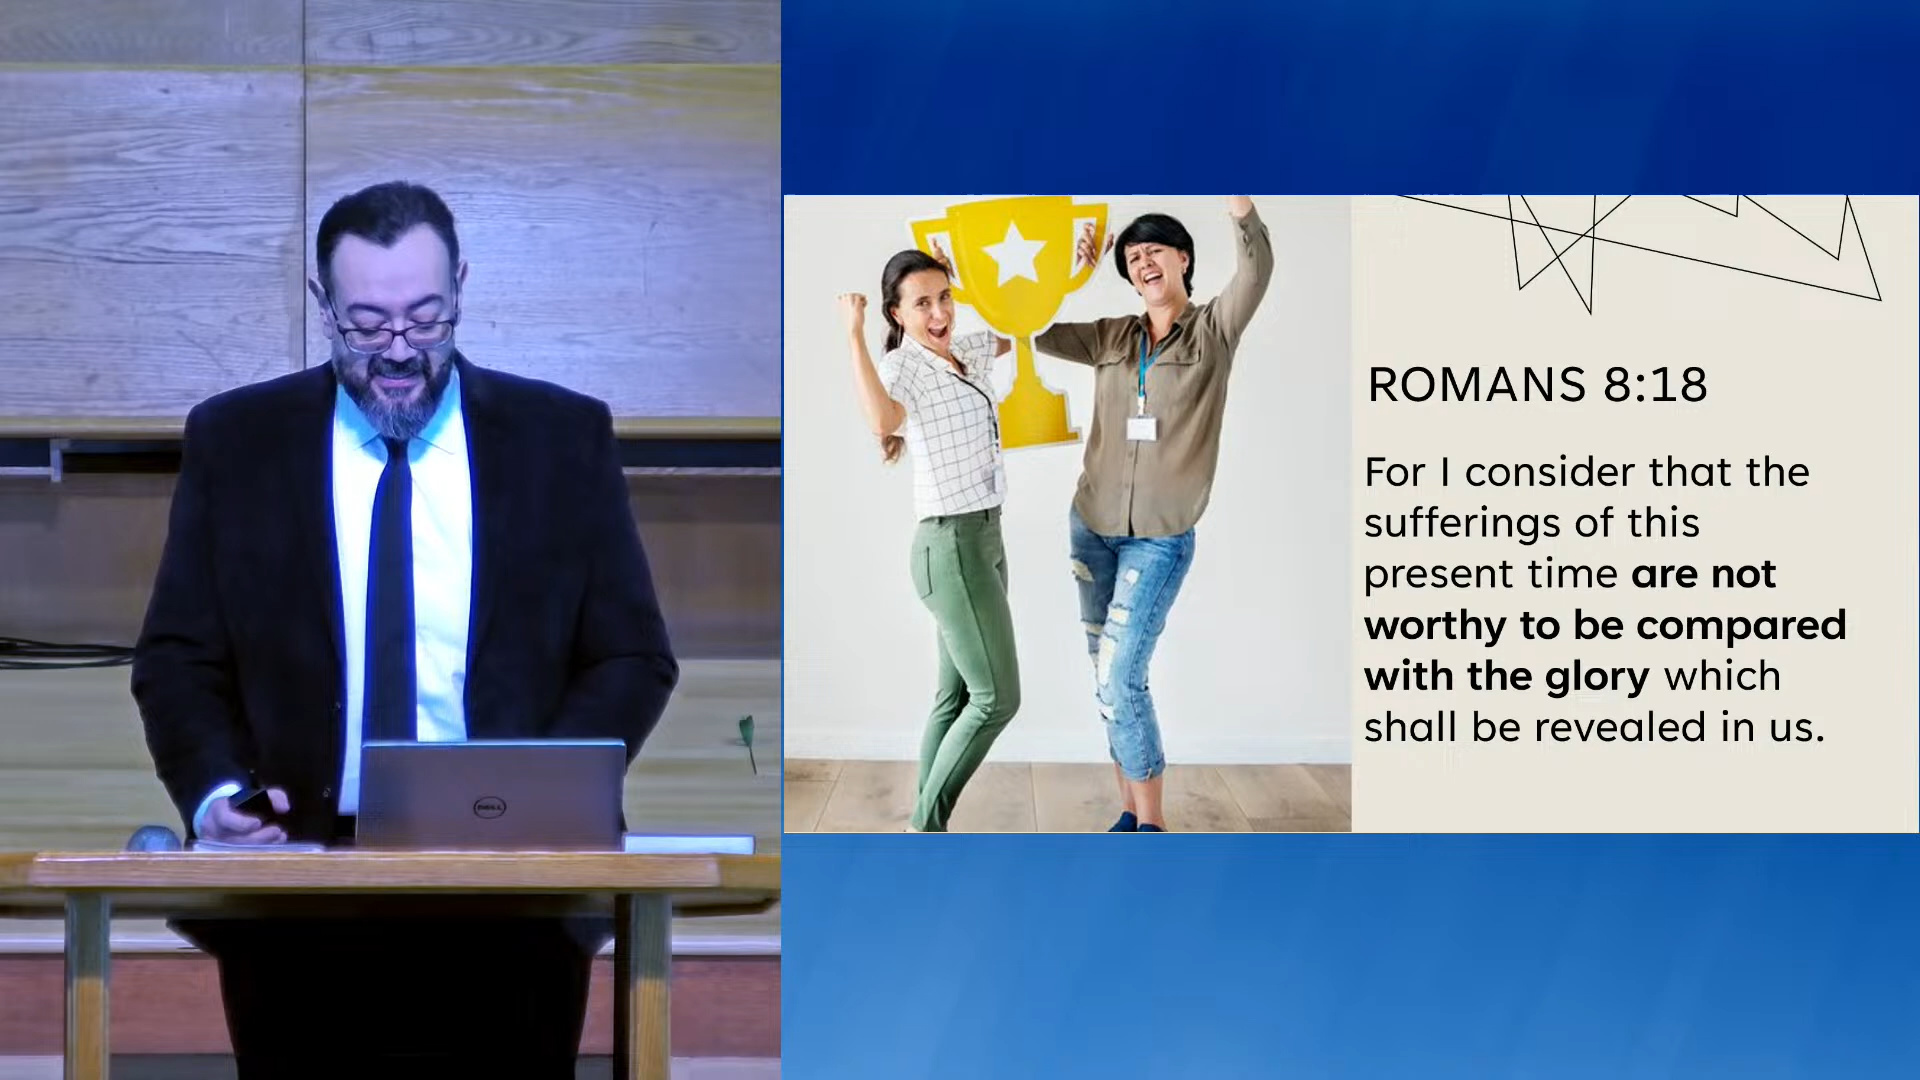 ROMANS 8:18
For I consider that the
sufferings of this
present time are not
worthy to be compared
with the glory which
shall be revealed in us.
DELL